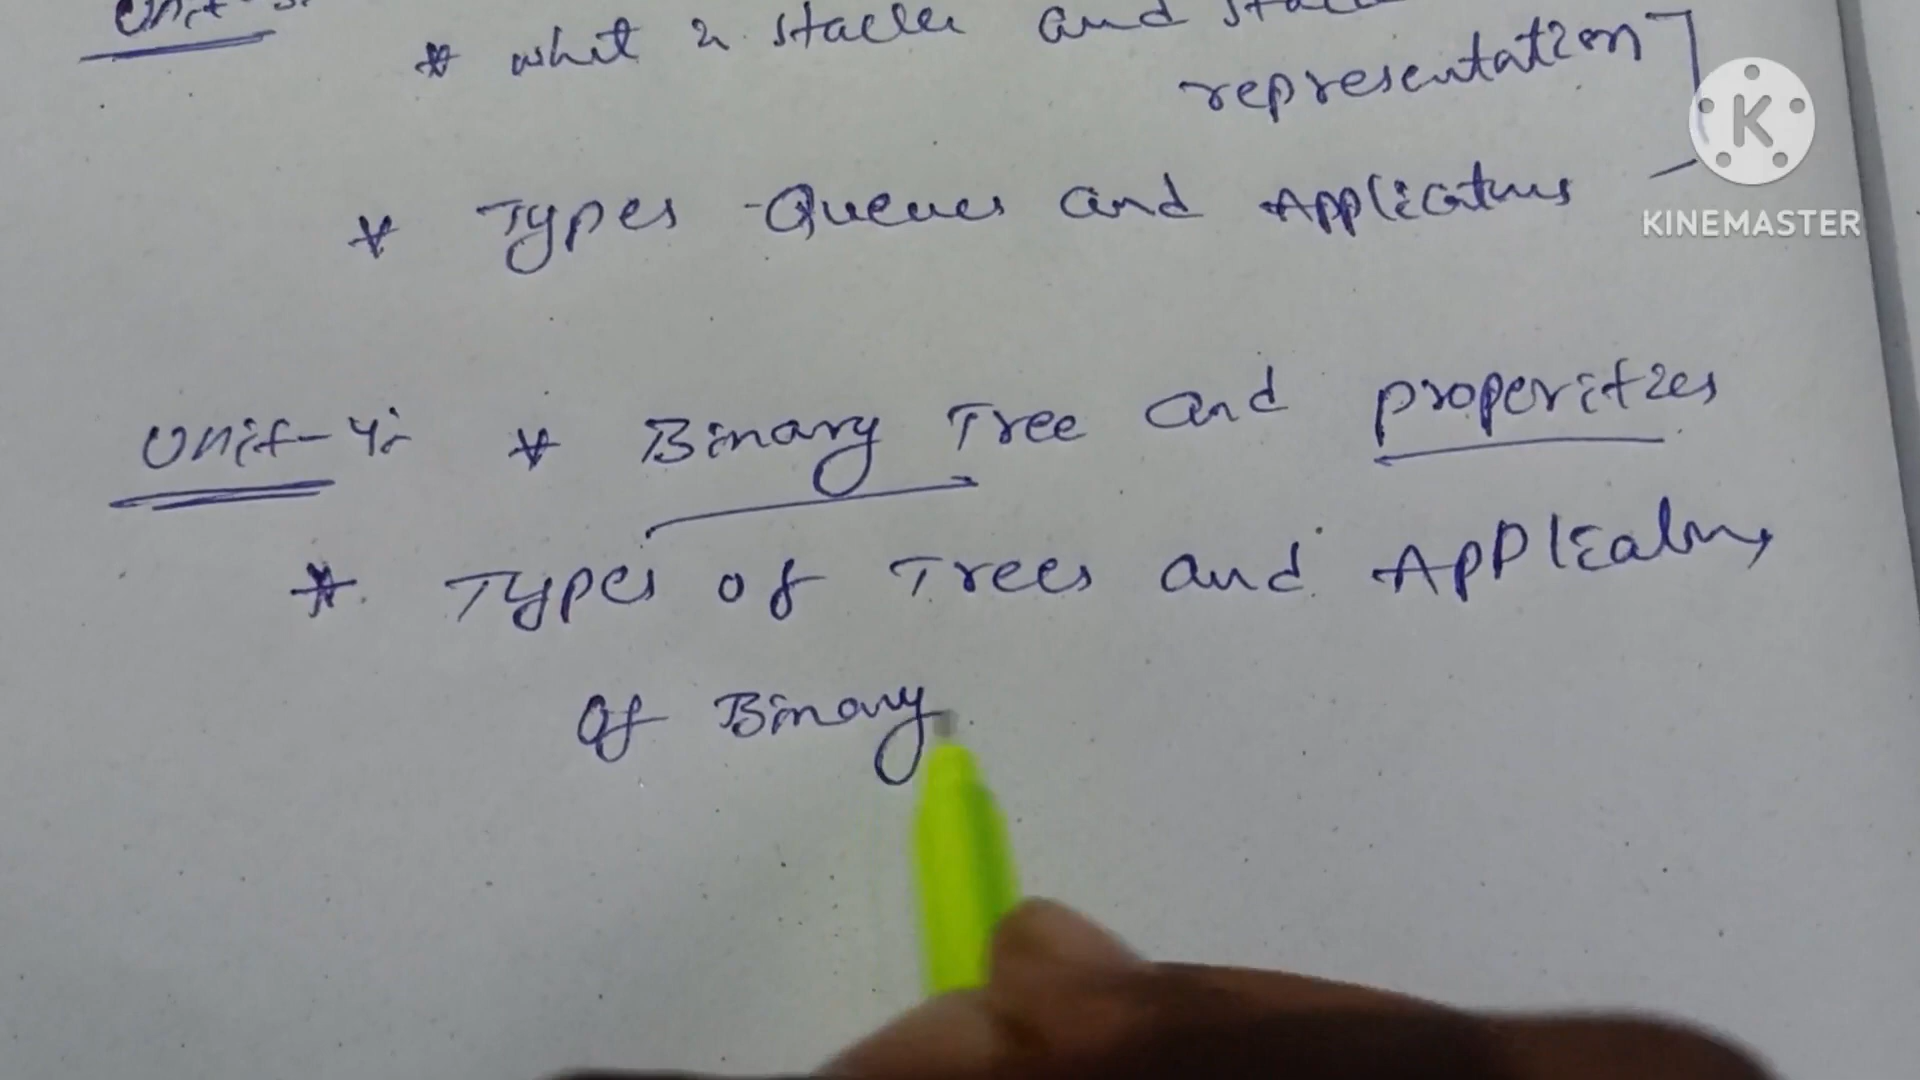 * what is stacks and
representation
* Types Queues and Applications
K
KINEMASTER
Unit-4:- * Binary Tree and properities
* Types of Trees and Applications
Of Binary